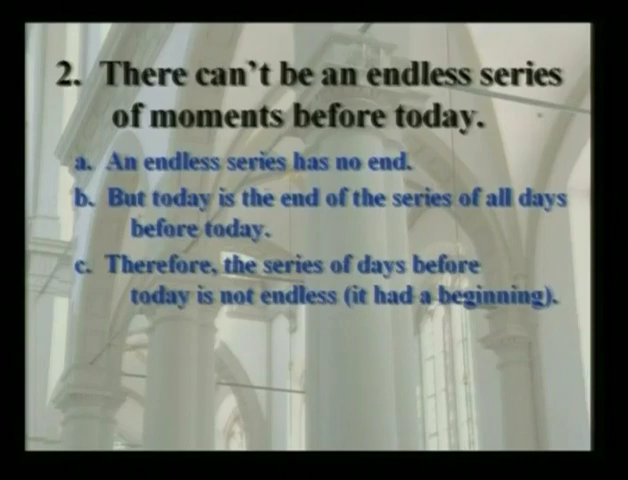 2. There can't be an endless series
of moments before today.
a. An endless series has no end.
b. But today is the end of the series of all days
before today.
c. Therefore, the series of days before
today is not endless (it had a beginning).